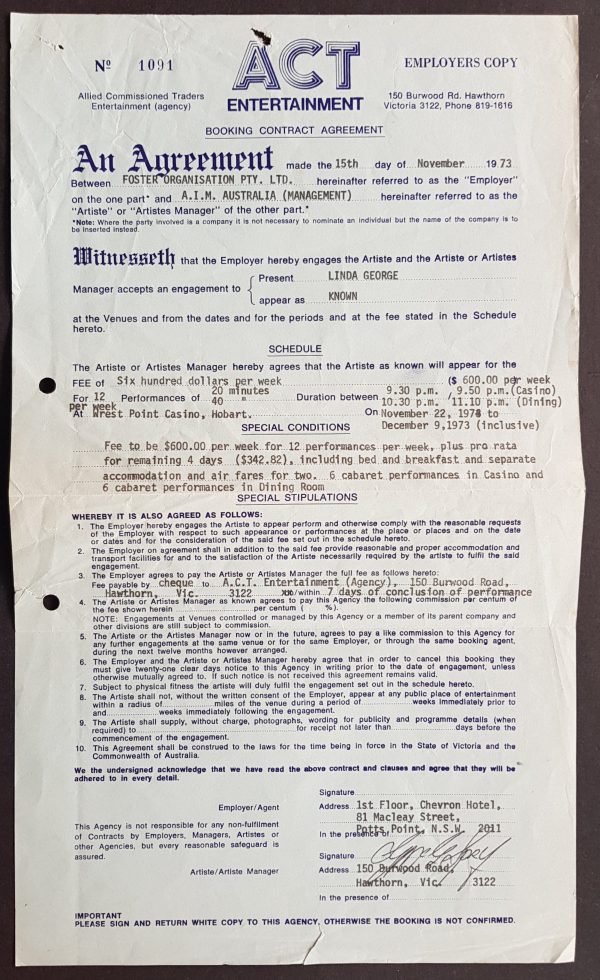 Nº 1091
ACT
ENTERTAINMENT
EMPLOYERS COPY
Allied Commissioned Traders
Entertainment (agency)
150 Burwood Rd. Hawthorn
Victoria 3122, Phone 819-1616
BOOKING CONTRACT AGREEMENT
An Agreement made the 15th day of November 1973
Between FOSTER ORGANISATION PTY. LTD. hereinafter referred to as the "Employer"
on the one part* and A.I.M. AUSTRALIA (MANAGEMENT) hereinafter referred to as the
"Artiste" or "Artistes Manager" of the other part.*
*Note: Where the party involved is a company it is not necessary to nominate an individual but the name of the company is to
be inserted instead.
Witnesseth that the Employer hereby engages the Artiste and the Artiste or Artistes
Manager accepts an engagement to { Present LINDA GEORGE
appear as KNOWN
at the Venues and from the dates and for the periods and at the fee stated in the Schedule
hereto.
SCHEDULE
The Artiste or Artistes Manager hereby agrees that the Artiste as known will appear for the
FEE of Six hundred dollars per week ($ 600.00 per week
For 12 per week Performances of 20 minutes 40 " Duration between 9.30 p.m. / 9.50 p.m. (Casino)
10.30 p.m. / 11.10 p.m. (Dining)
At Wrest Point Casino, Hobart. On November 22, 1973 to
December 9,1973 (inclusive)
SPECIAL CONDITIONS
Fee to be $600.00 per week for 12 performances per week, plus pro rata
for remaining 4 days ($342.82), including bed and breakfast and separate
accommodation and air fares for two. 6 cabaret performances in Casino and
6 cabaret performances in Dining Room
SPECIAL STIPULATIONS
WHEREBY IT IS ALSO AGREED AS FOLLOWS:
1. The Employer hereby engages the Artiste to appear perform and otherwise comply with the reasonable requests
of the Employer with respect to such appearance or performances at the place or places and on the date
or dates and for the consideration of the said fee set out in the schedule hereto.
2. The Employer on agreement shall in addition to the said fee provide reasonable and proper accommodation and
transport facilities for and to the satisfaction of the Artiste necessarily required by the artiste to fulfil the said
engagement.
3. The Employer agrees to pay the Artiste or Artistes Manager the full fee as follows hereto:
Fee payable by cheque to A.C.T. Entertainment (Agency), 150 Burwood Road,
Hawthorn, Vic. 3122 /within 7 days of conclusion of performance
4. The Artiste or Artistes Manager as known agrees to pay this Agency the following commission per centum of
the fee shown herein per centum ( %).
NOTE: Engagements at Venues controlled or managed by this Agency or a member of its parent company and
other divisions are still subject to commission.
5. The Artiste or the Artistes Manager now or in the future, agrees to pay a like commission to this Agency for
any further engagements at the same venue or for the same Employer, or through the same booking agent,
during the next twelve months however arranged.
6. The Employer and the Artiste or Artistes Manager hereby agree that in order to cancel this booking they
must give twenty-one clear days notice to this Agency in writing prior to the date of engagement, unless
otherwise mutually agreed to. If such notice is not received this agreement remains valid.
7. Subject to physical fitness the artiste will duly fulfil the engagement set out in the schedule hereto.
8. The Artiste shall not, without the written consent of the Employer, appear at any public place of entertainment
within a radius of miles of the venue during a period of weeks immediately prior to
and weeks immediately following the engagement.
9. The Artiste shall supply, without charge, photographs, wording for publicity and programme details (when
required) to for receipt not later than days before the
commencement of the engagement.
10. This Agreement shall be construed to the laws for the time being in force in the State of Victoria and the
Commonwealth of Australia.
We the undersigned acknowledge that we have read the above contract and clauses and agree that they will be
adhered to in every detail.
Signature
Employer/Agent
Address 1st Floor, Chevron Hotel,
81 Macleay Street,
Potts Point, N.S.W. 2011
In the presence of
This Agency is not responsible for any non-fulfilment
of Contracts by Employers, Managers, Artistes or
other Agencies, but every reasonable safeguard is
assured.
Signature
Artiste/Artiste Manager
Address 150 Burwood Road,
Hawthorn, Vic. 3122
In the presence of
IMPORTANT
PLEASE SIGN AND RETURN WHITE COPY TO THIS AGENCY, OTHERWISE THE BOOKING IS NOT CONFIRMED.